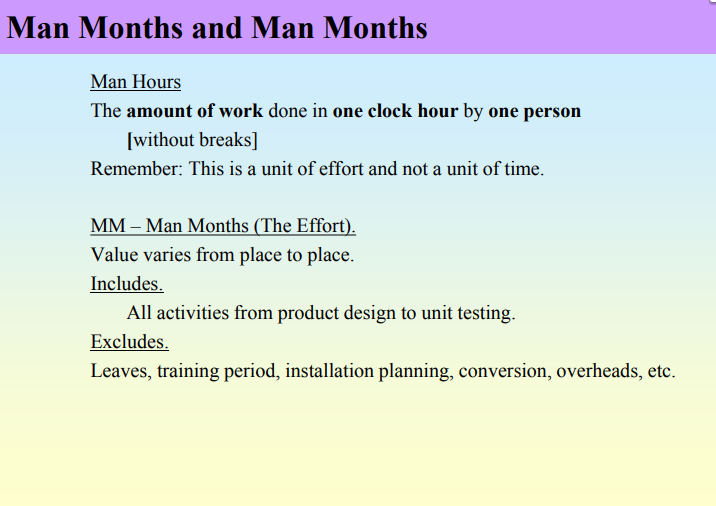 Man Months and Man Months
Man Hours
The amount of work done in one clock hour by one person
[without breaks]
Remember: This is a unit of effort and not a unit of time.
MM – Man Months (The Effort).
Value varies from place to place.
Includes.
All activities from product design to unit testing.
Excludes.
Leaves, training period, installation planning, conversion, overheads, etc.